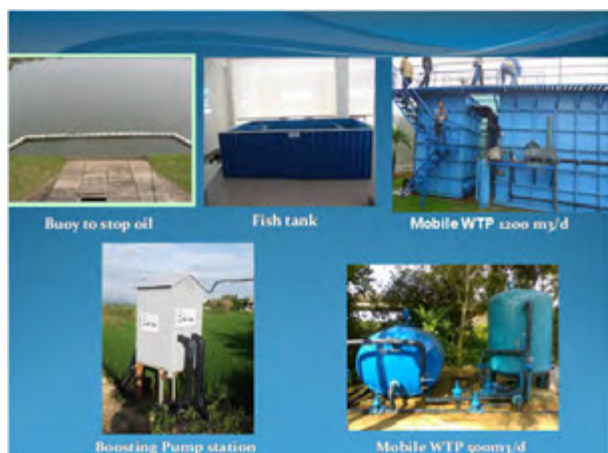 Buoy to stop oil
Fish tank
Mobile WTP 1200 m3/d
Boosting Pump station
Mobile WTP 500m3/d